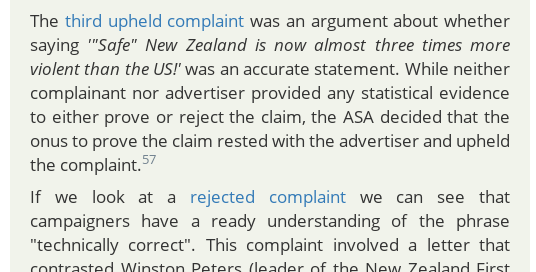 The third upheld complaint was an argument about whether
saying '"Safe" New Zealand is now almost three times more
violent than the US!' was an accurate statement. While neither
complainant nor advertiser provided any statistical evidence
to either prove or reject the claim, the ASA decided that the
onus to prove the claim rested with the advertiser and upheld
the complaint.57
If we look at a rejected complaint we can see that
campaigners have a ready understanding of the phrase
"technically correct". This complaint involved a letter that
contrasted Winston Peters (leader of the New Zealand First